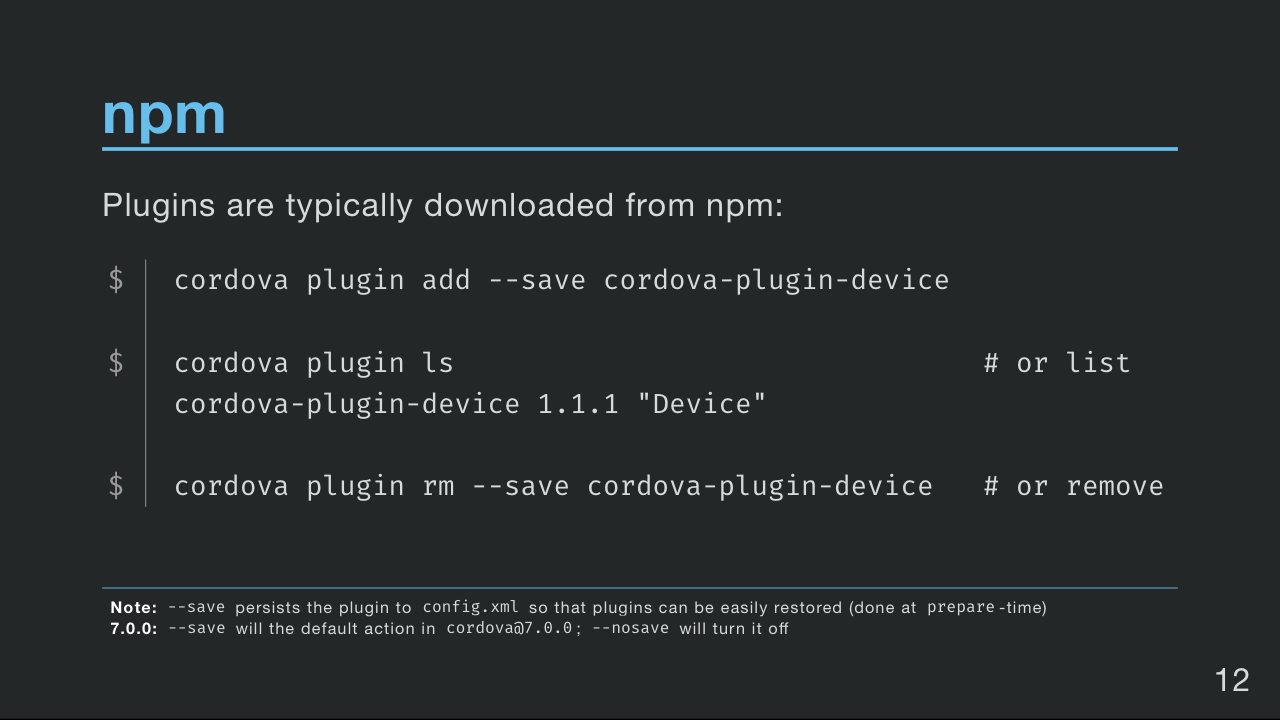 npm
Plugins are typically downloaded from npm:
$ cordova plugin add --save cordova-plugin-device
$ cordova plugin ls # or list
cordova-plugin-device 1.1.1 "Device"
$ cordova plugin rm --save cordova-plugin-device # or remove
Note: --save persists the plugin to config.xml so that plugins can be easily restored (done at prepare-time)
7.0.0: --save will the default action in cordova@7.0.0; --nosave will turn it off
12